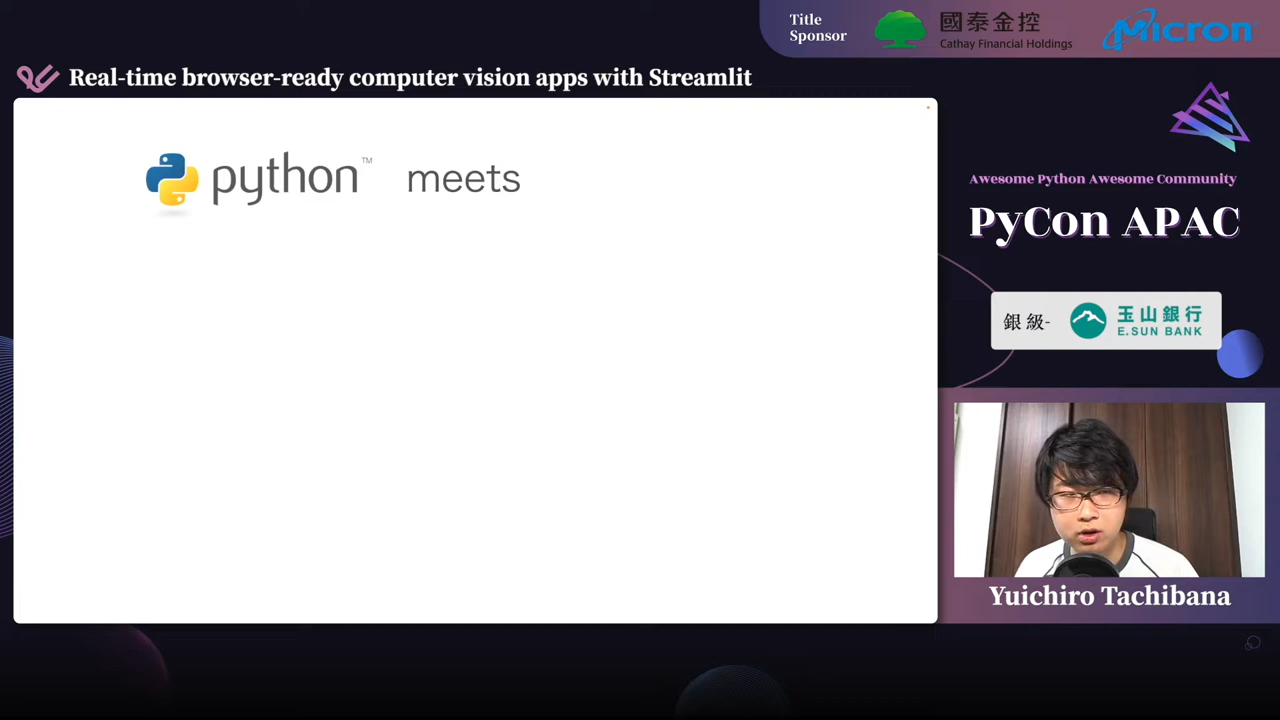 Title
Sponsor
國泰金控
Cathay Financial Holdings
Micron
Real-time browser-ready computer vision apps with Streamlit
python™ meets
Awesome Python Awesome Community
PyCon APAC
銀級-
玉山銀行
E.SUN BANK
Yuichiro Tachibana